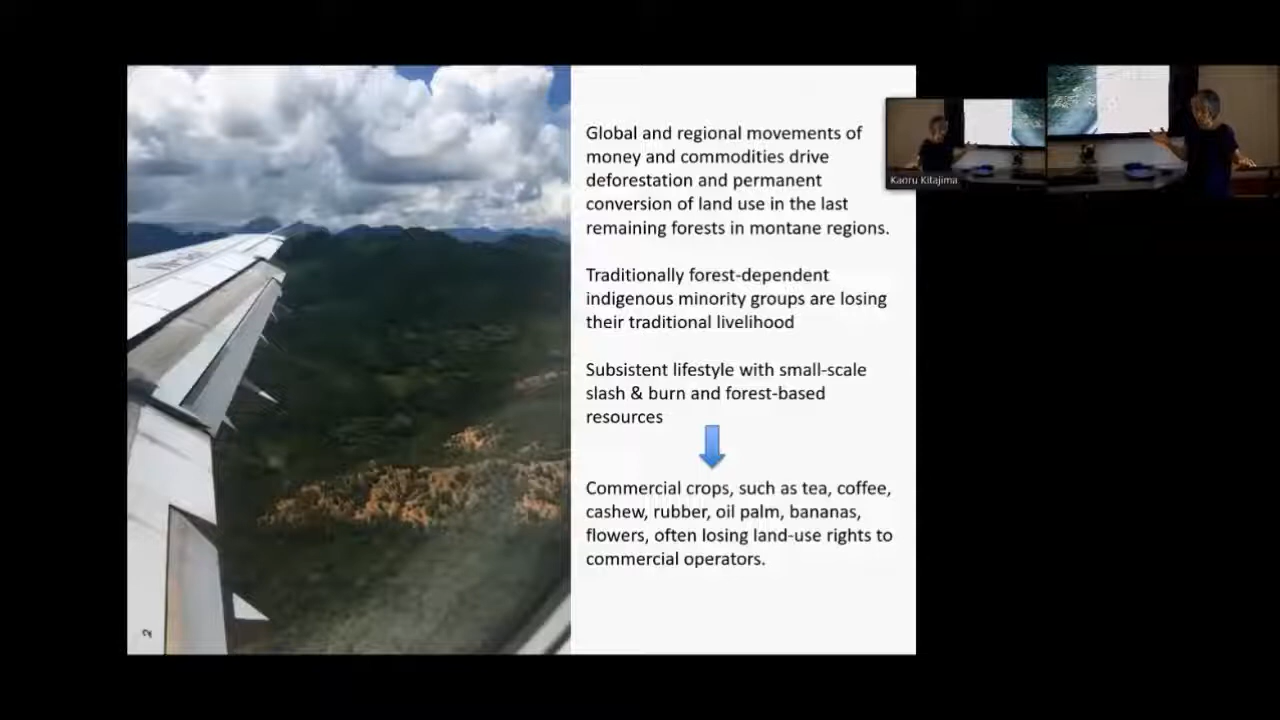 Global and regional movements of
money and commodities drive
deforestation and permanent
conversion of land use in the last
remaining forests in montane regions.
Traditionally forest-dependent
indigenous minority groups are losing
their traditional livelihood
Subsistent lifestyle with small-scale
slash & burn and forest-based
resources
Commercial crops, such as tea, coffee,
cashew, rubber, oil palm, bananas,
flowers, often losing land-use rights to
commercial operators.
Kaoru Kitajima